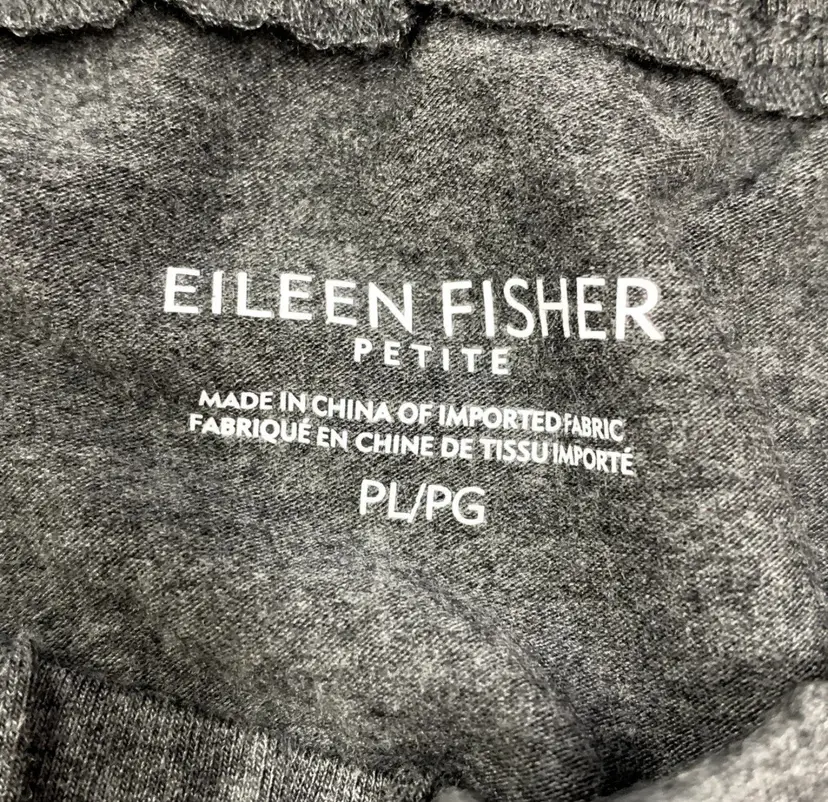 EILEEN FISHER
PETITE
MADE IN CHINA OF IMPORTED FABRIC
FABRIQUÉ EN CHINE DE TISSU IMPORTÉ
PL/PG